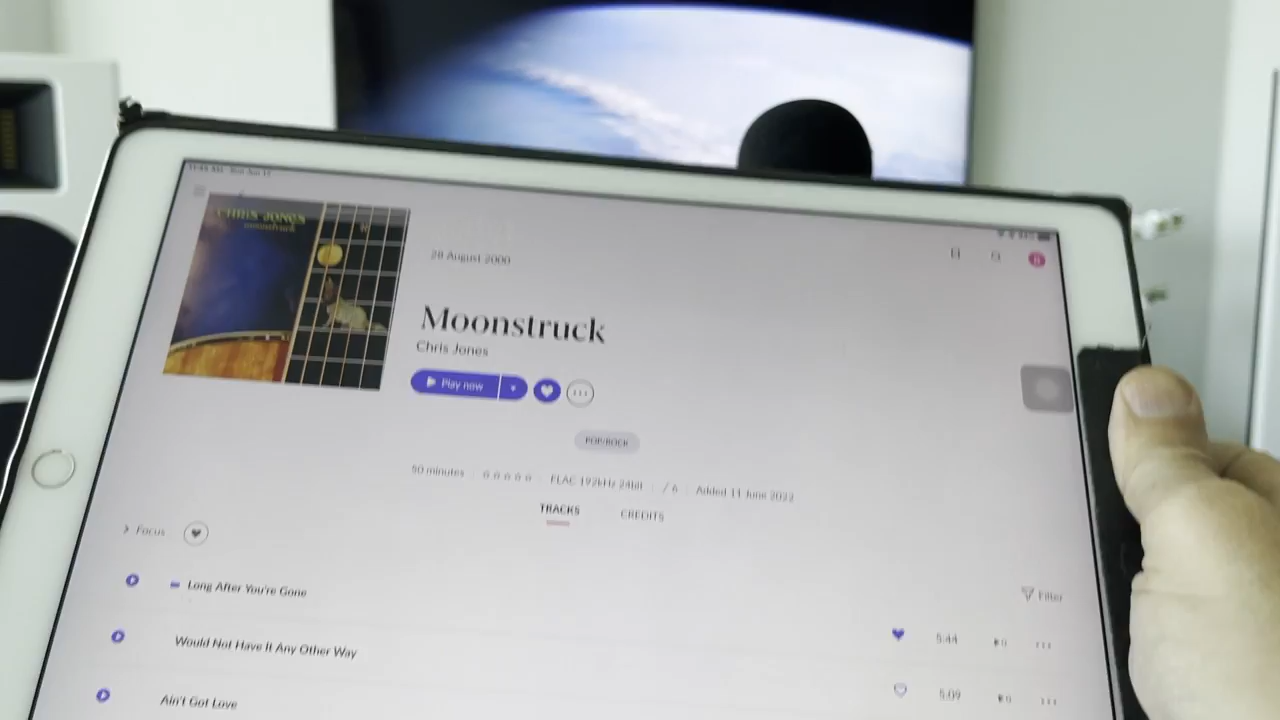 CHRIS JONES
moonstruck
28 August 2000
Moonstruck
Chris Jones
Play now
POP/ROCK
50 minutes
FLAC 192kHz 24bit
/ 6
Added 11 June 2022
TRACKS
CREDITS
Focus
Filter
Long After You're Gone
5:44
Would Not Have It Any Other Way
5:09
Ain't Got Love